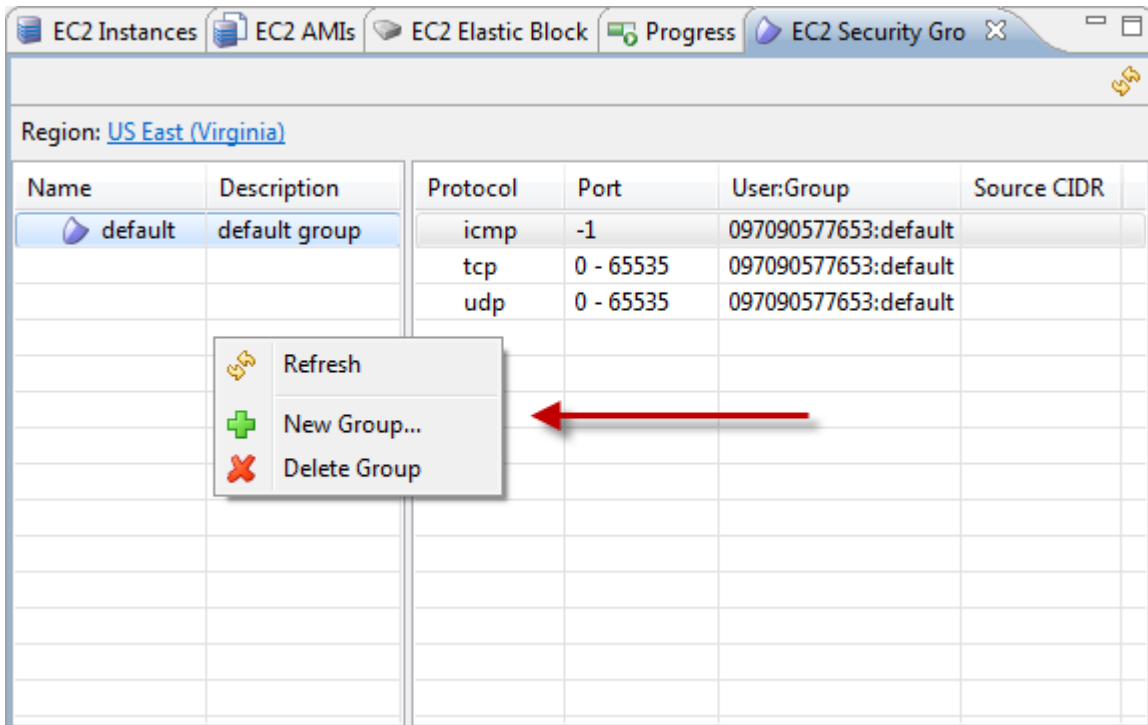 EC2 Instances EC2 AMIs EC2 Elastic Block Progress EC2 Security Gro
Region: US East (Virginia)
Name Description Protocol Port User:Group Source CIDR
default default group icmp -1 097090577653:default
tcp 0 - 65535 097090577653:default
udp 0 - 65535 097090577653:default
Refresh
New Group...
Delete Group